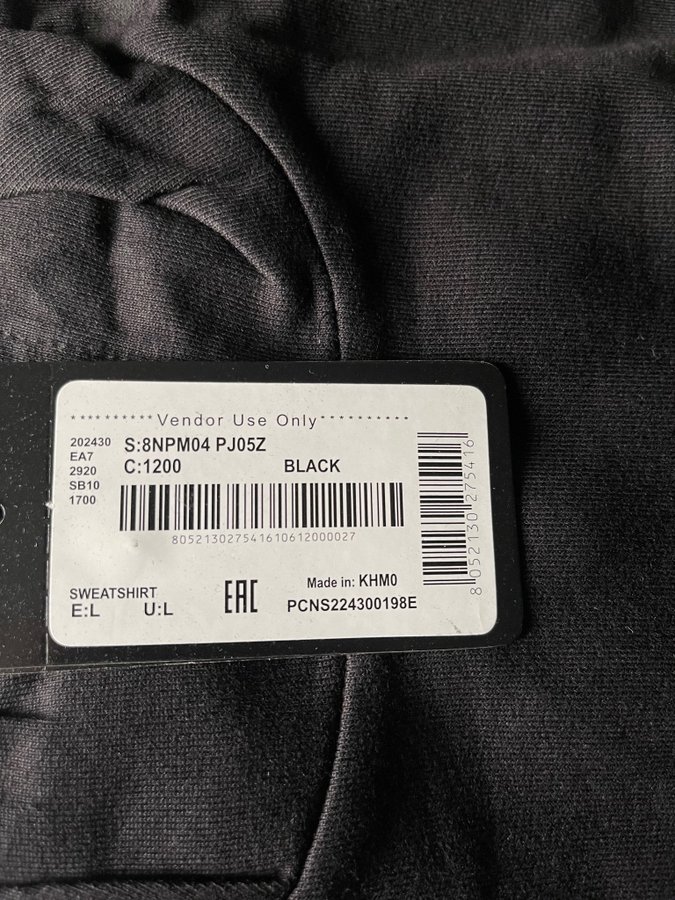 **********Vendor Use Only**********
202430
EA7
2920
SB10
1700
S:8NPM04 PJ05Z
C:1200 BLACK
805213027541610612000027
SWEATSHIRT
E:L U:L
EAC
Made in: KHM0
PCNS224300198E
8 052130 275416